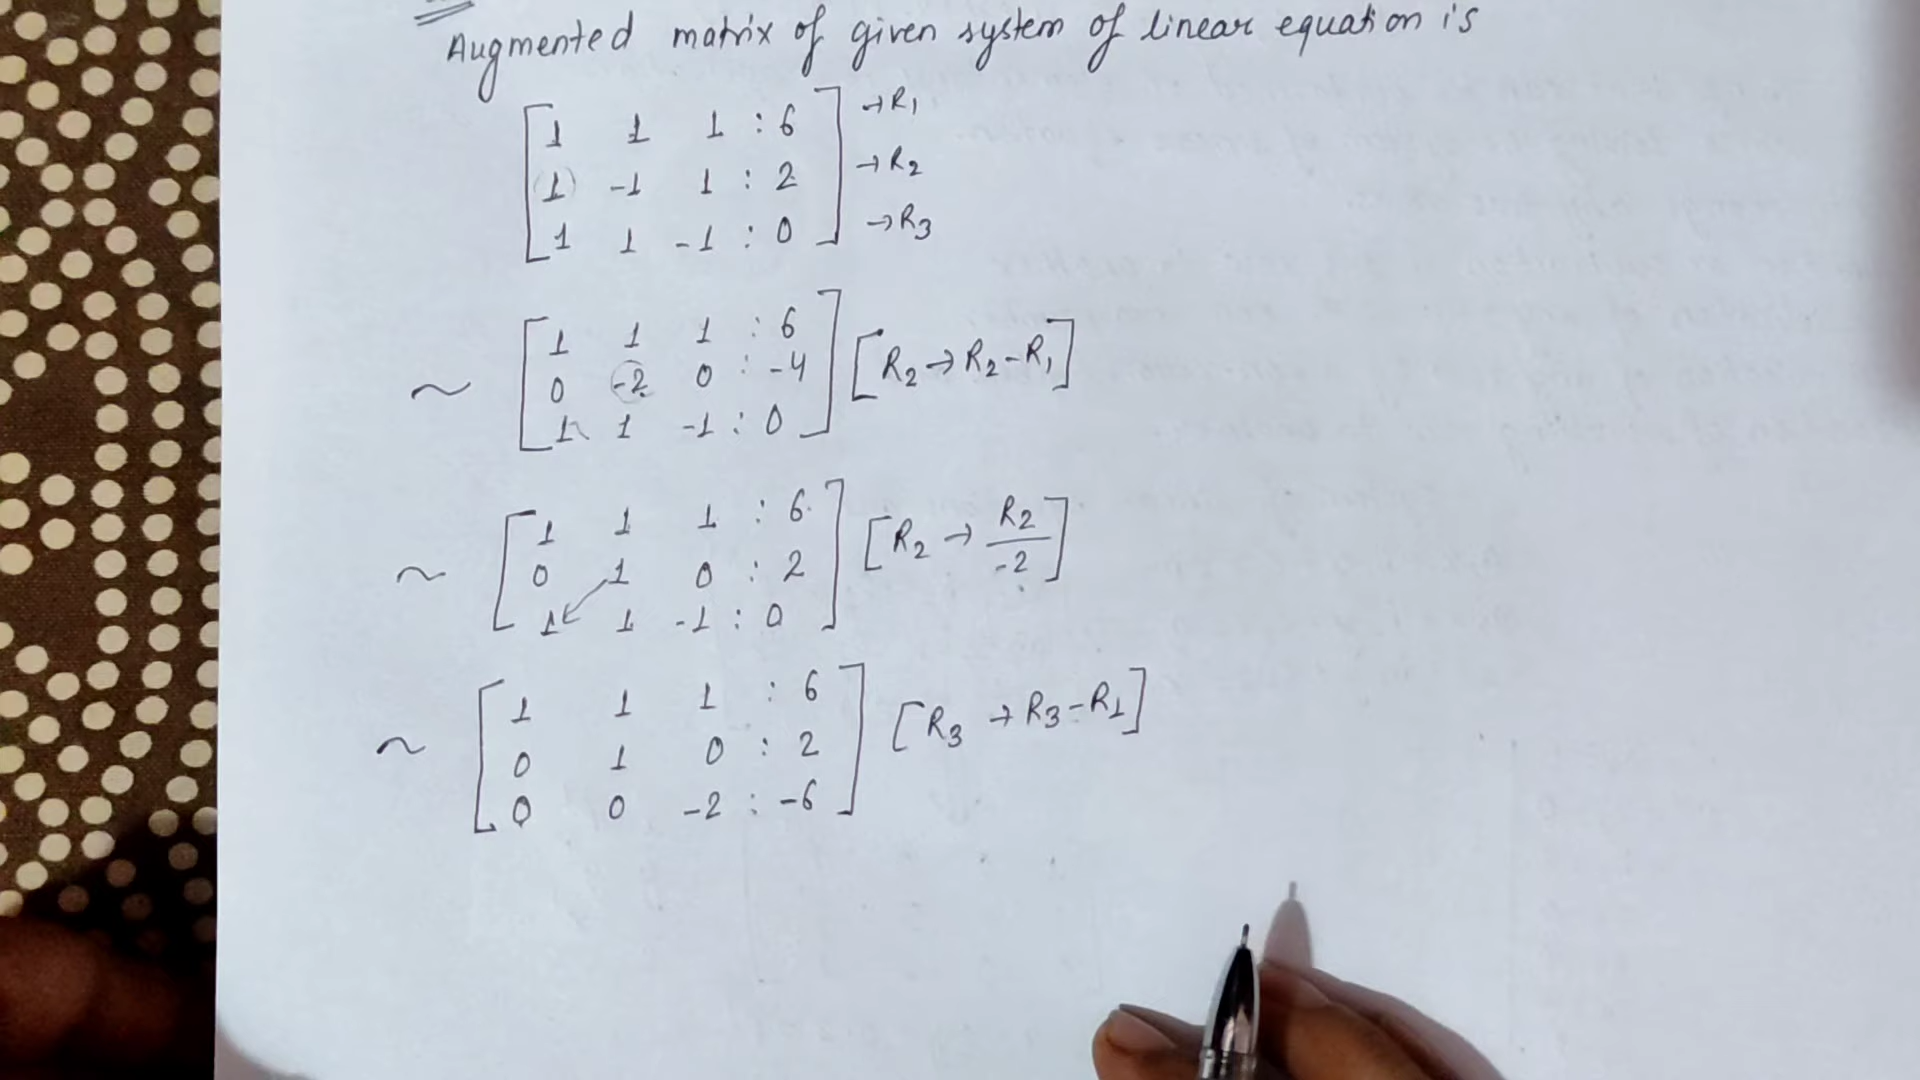 Augmented matrix of given system of linear equation is
1 1 1 : 6 → R1
1 -1 1 : 2 → R2
1 1 -1 : 0 → R3
1 1 1 : 6
~ 0 -2 0 : -4 [R2 → R2 - R1]
1 1 -1 : 0
1 1 1 : 6
~ 0 1 0 : 2 [R2 → R2/-2]
1 1 -1 : 0
1 1 1 : 6
~ 0 1 0 : 2 [R3 → R3 - R1]
0 0 -2 : -6